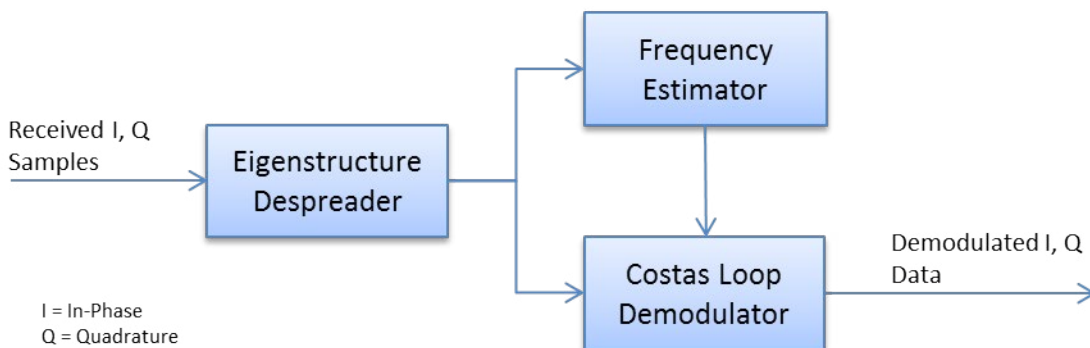 Received I, Q
Samples
Eigenstructure
Despreader
Frequency
Estimator
Costas Loop
Demodulator
Demodulated I, Q
Data
I = In-Phase
Q = Quadrature